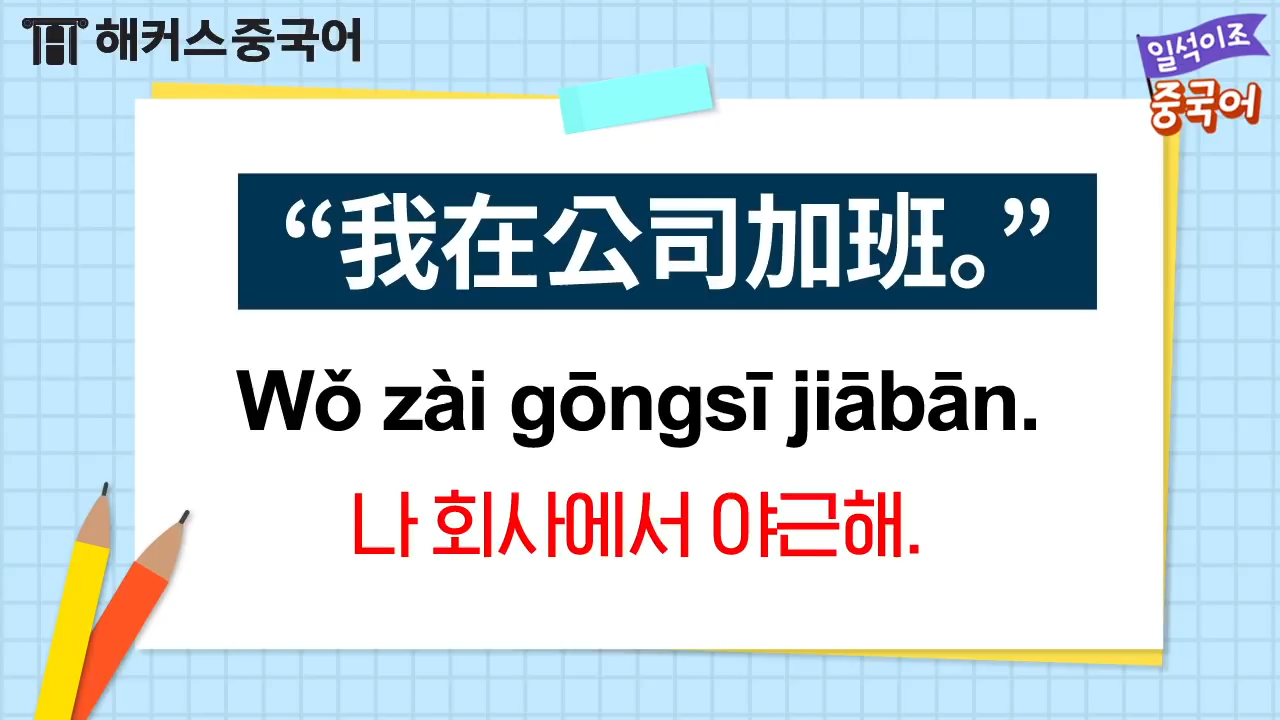 해커스중국어
일석이조
중국어
“我在公司加班。”
Wǒ zài gōngsī jiābān.
나 회사에서 야근해.